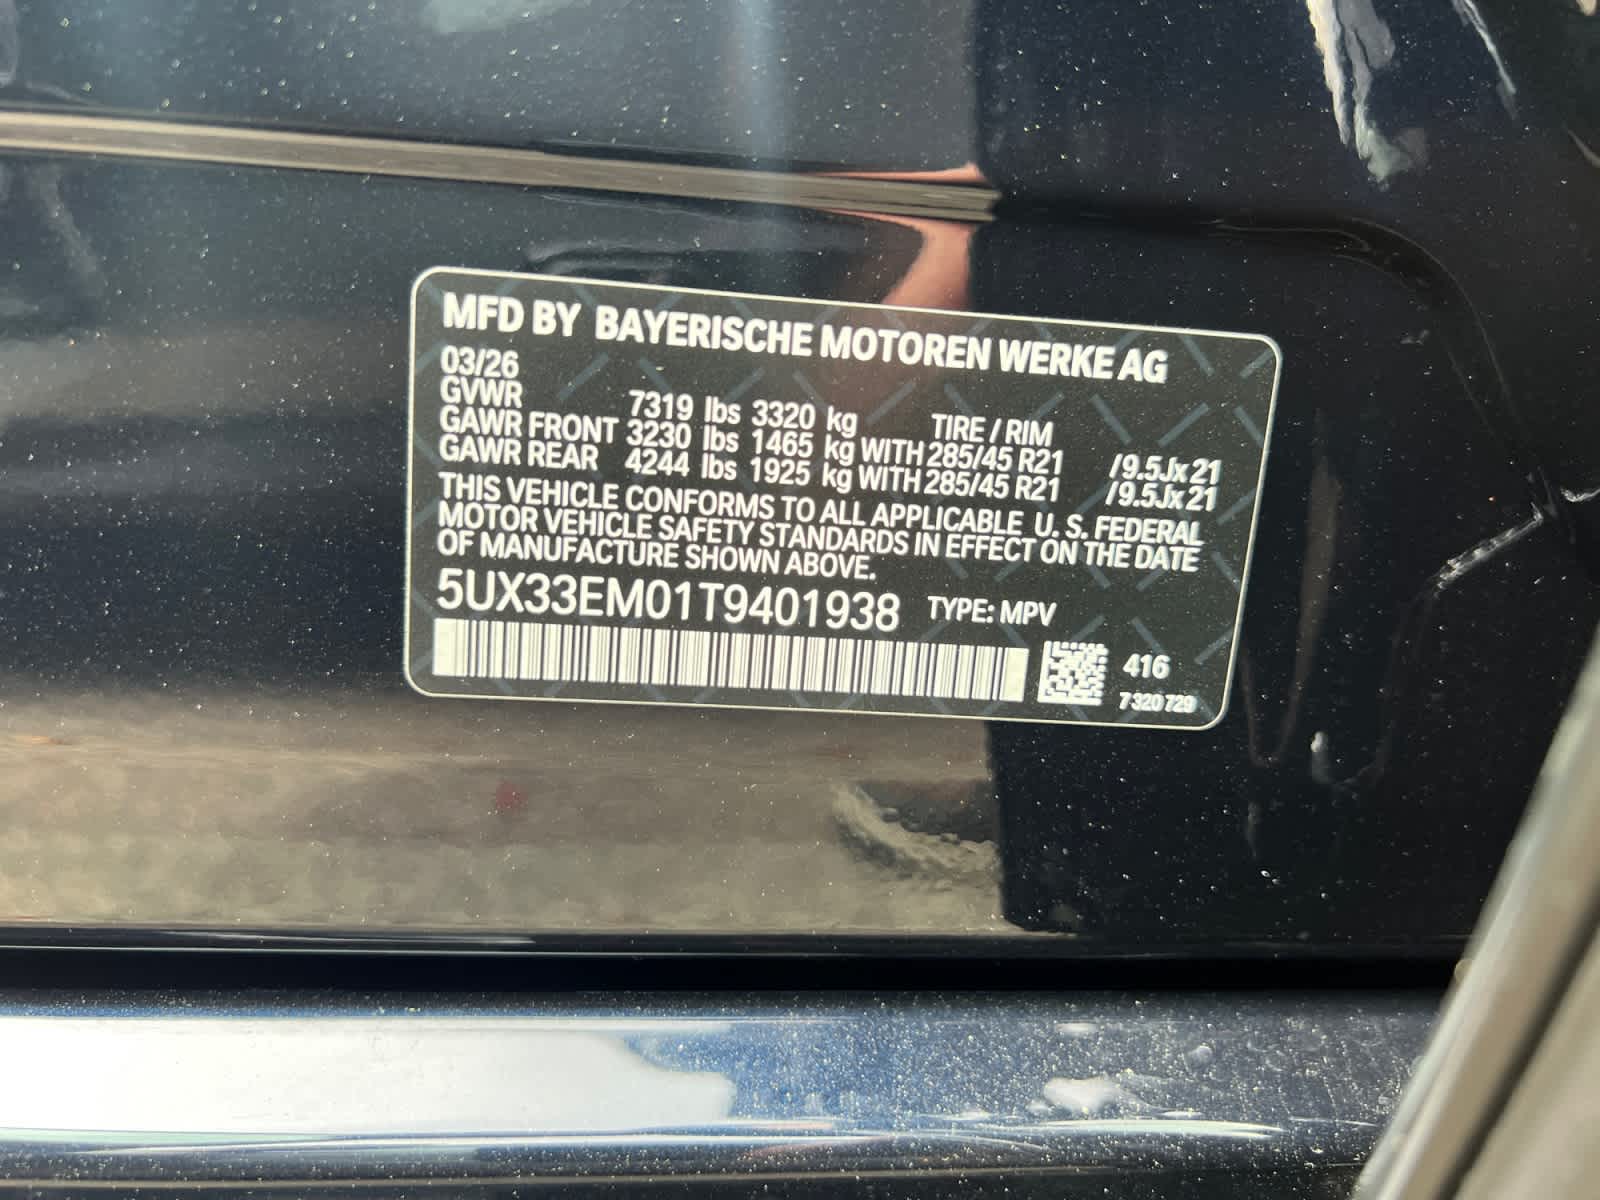 MFD BY BAYERISCHE MOTOREN WERKE AG
03/26
GVWR 7319 lbs 3320 kg TIRE / RIM
GAWR FRONT 3230 lbs 1465 kg WITH 285/45 R21 /9.5Jx21
GAWR REAR 4244 lbs 1925 kg WITH 285/45 R21 /9.5Jx21
THIS VEHICLE CONFORMS TO ALL APPLICABLE U. S. FEDERAL
MOTOR VEHICLE SAFETY STANDARDS IN EFFECT ON THE DATE
OF MANUFACTURE SHOWN ABOVE.
5UX33EM01T9401938 TYPE: MPV
416
7 320 729